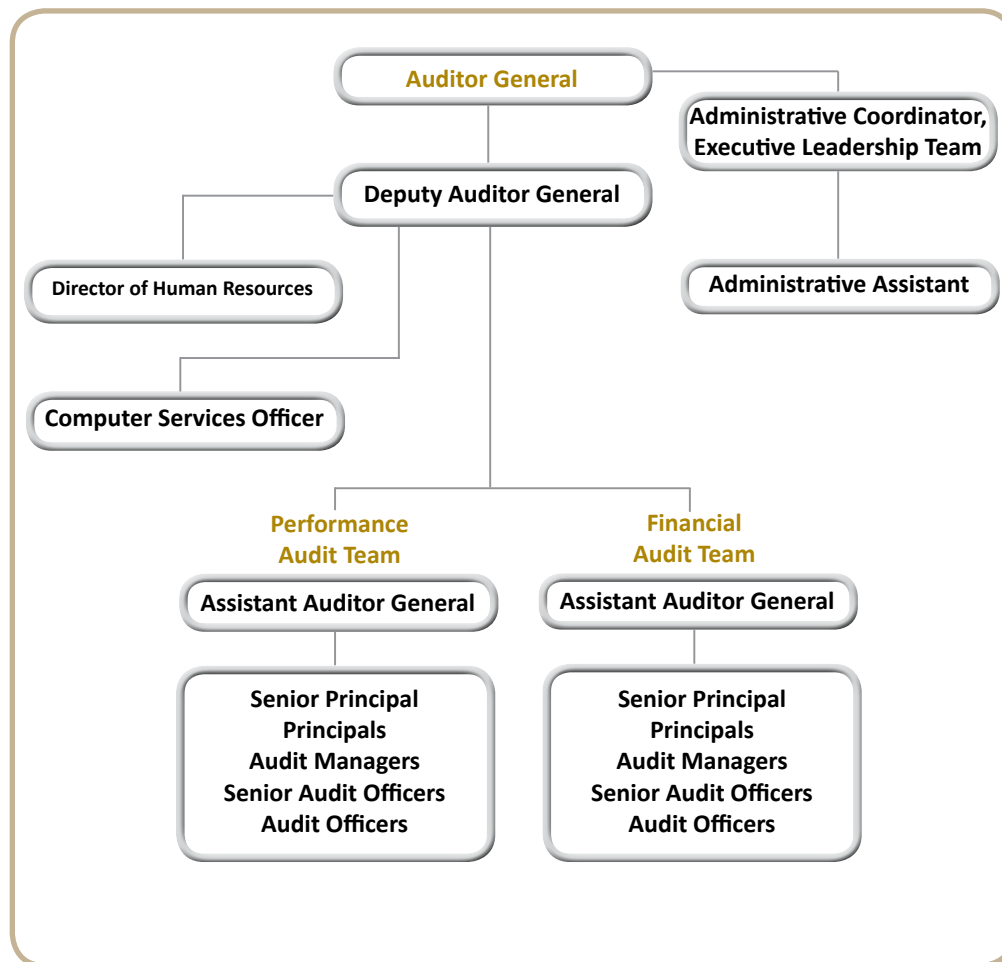 Auditor General
Administrative Coordinator,
Executive Leadership Team
Deputy Auditor General
Director of Human Resources
Administrative Assistant
Computer Services Officer
Performance
Audit Team
Financial
Audit Team
Assistant Auditor General
Assistant Auditor General
Senior Principal
Principals
Audit Managers
Senior Audit Officers
Audit Officers
Senior Principal
Principals
Audit Managers
Senior Audit Officers
Audit Officers